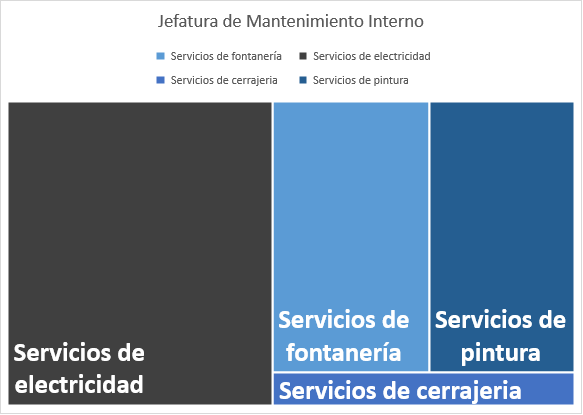 Jefatura de Mantenimiento Interno
Servicios de fontanería Servicios de electricidad
Servicios de cerrajeria Servicios de pintura
Servicios de
electricidad
Servicios de
fontanería
Servicios de
pintura
Servicios de cerrajeria